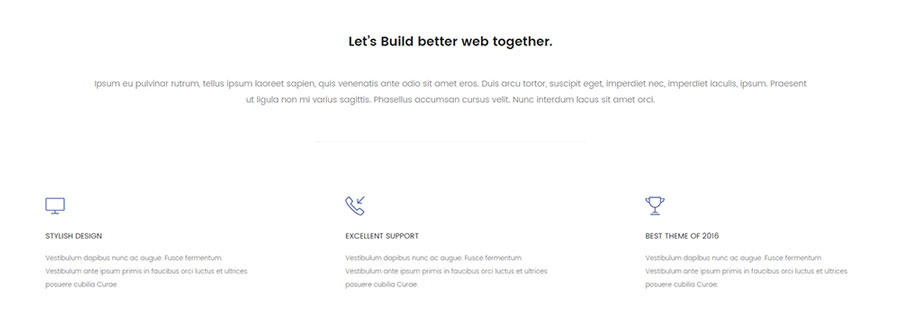 Let's Build better web together.
Ipsum eu pulvinar rutrum, tellus ipsum laoreet sapien, quis venenatis ante odio sit amet eros. Duis arcu tortor, suscipit eget, imperdiet nec, imperdiet iaculis, ipsum. Praesent
ut ligula non mi varius sagittis. Phasellus accumsan cursus velit. Nunc interdum lacus sit amet orci.
STYLISH DESIGN
Vestibulum dapibus nunc ac augue. Fusce fermentum.
Vestibulum ante ipsum primis in faucibus orci luctus et ultrices
posuere cubilia Curae.
EXCELLENT SUPPORT
Vestibulum dapibus nunc ac augue. Fusce fermentum.
Vestibulum ante ipsum primis in faucibus orci luctus et ultrices
posuere cubilia Curae.
BEST THEME OF 2016
Vestibulum dapibus nunc ac augue. Fusce fermentum.
Vestibulum ante ipsum primis in faucibus orci luctus et ultrices
posuere cubilia Curae.